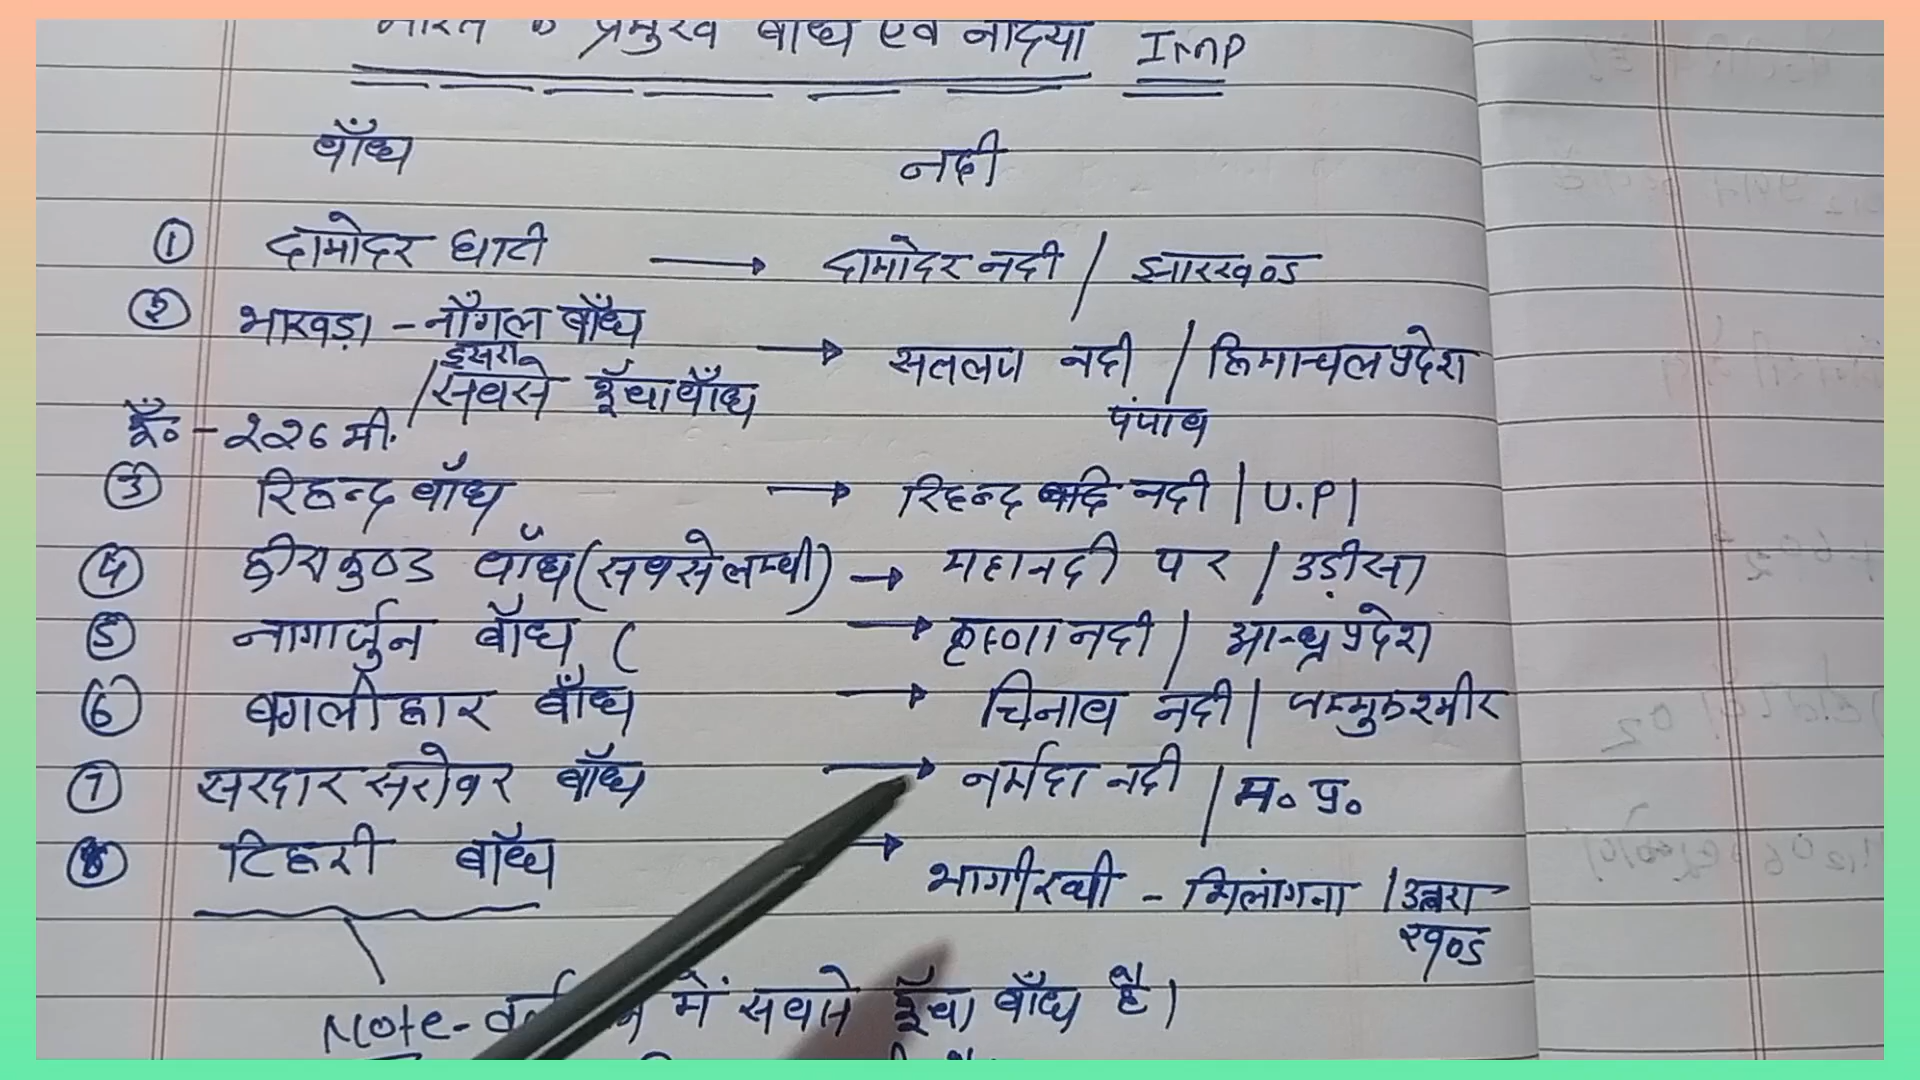 भारत के प्रमुख बाँध एवं नदियाँ Imp
बाँध नदी
① दामोदर घाटी → दामोदर नदी / झारखण्ड
② भाखड़ा - नाँगल बाँध → सतलज नदी / हिमाचल प्रदेश
/ दूसरा सबसे ऊँचा बाँध पंजाब
ऊँ० - २२६ मी.
③ रिहन्द बाँध → रिहन्द नदी | U.P|
④ हीराकुण्ड बाँध (सबसे लम्बी) → महानदी पर / उड़ीसा
⑤ नागार्जुन बाँध ( → कृष्णा नदी / आन्ध्र प्रदेश
⑥ बगलीहार बाँध → चिनाव नदी / जम्मु कश्मीर
⑦ सरदार सरोवर बाँध → नर्मदा नदी / म० प्र०
⑧ टिहरी बाँध → भागीरथी - भिलांगना / उत्तरा
खण्ड
Note- में सबसे ऊँचा बाँध है।